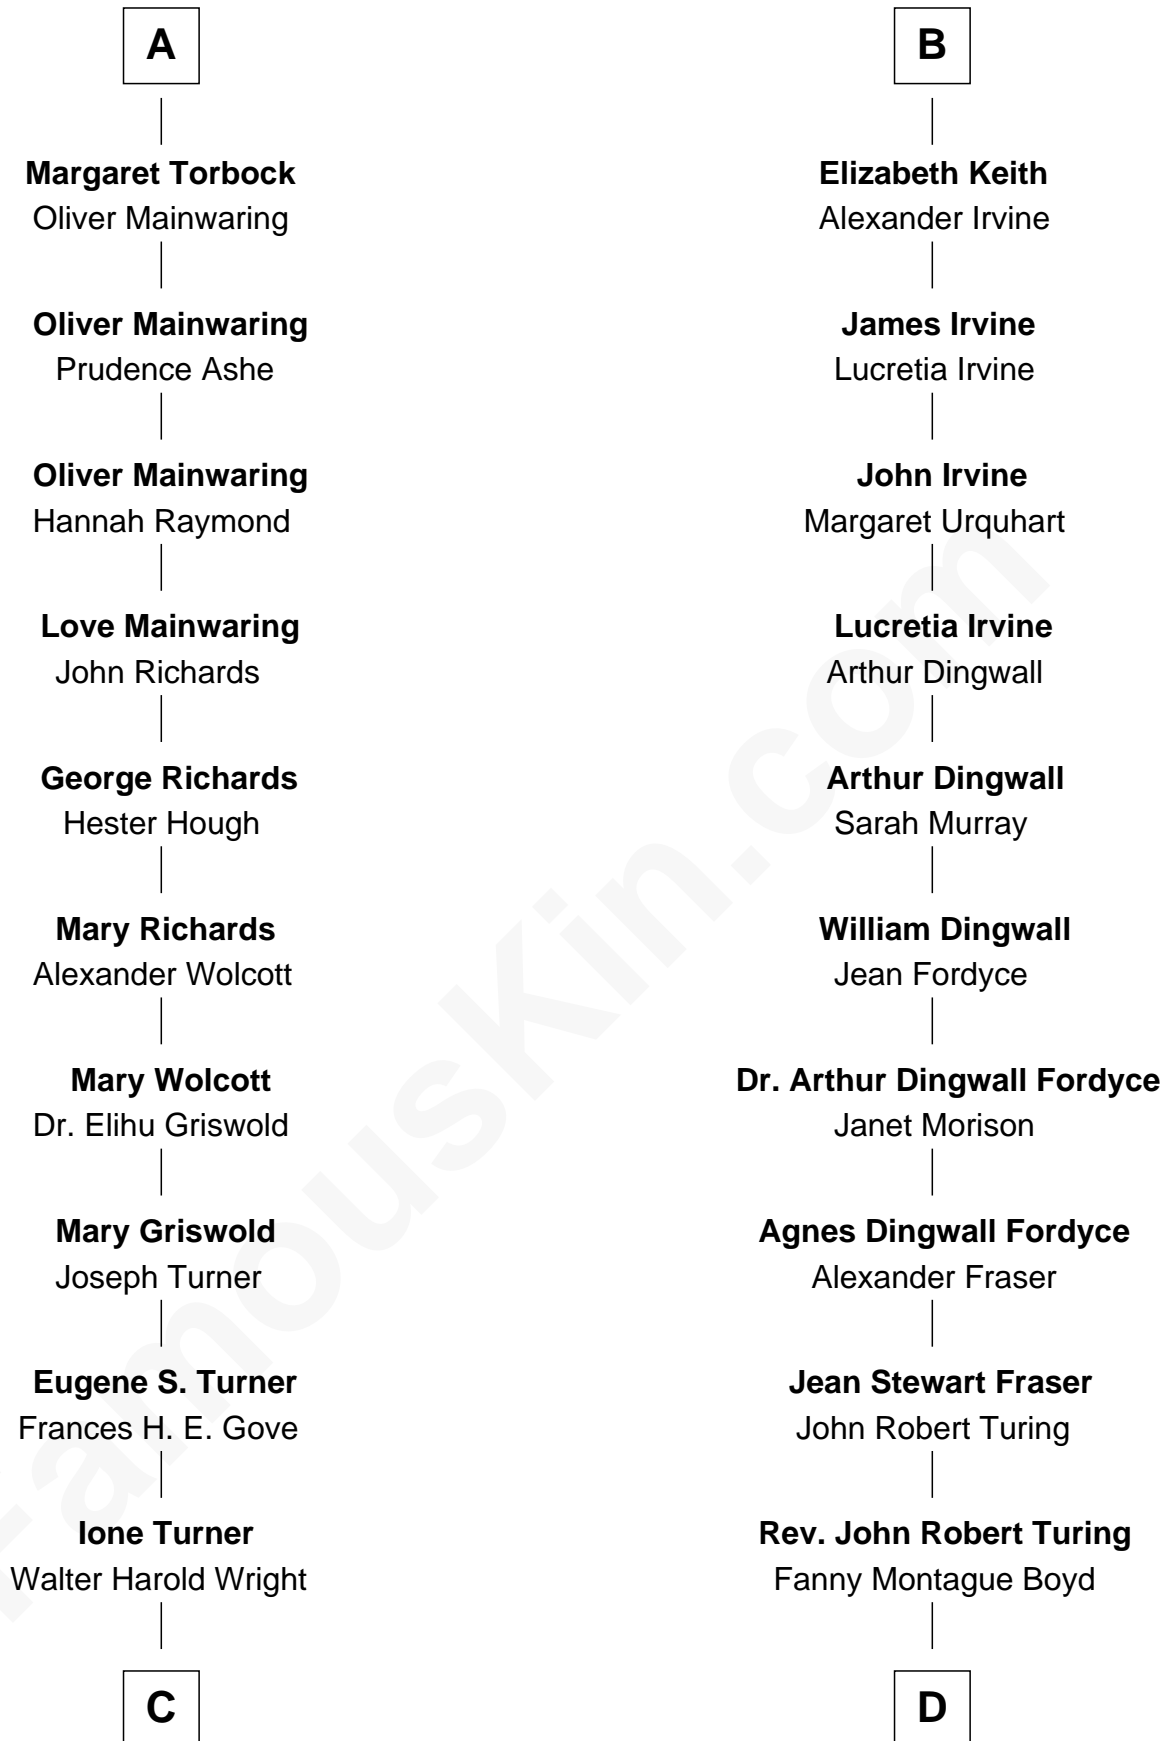 A
Margaret Torbock
Oliver Mainwaring
Oliver Mainwaring
Prudence Ashe
Oliver Mainwaring
Hannah Raymond
Love Mainwaring
John Richards
George Richards
Hester Hough
Mary Richards
Alexander Wolcott
Mary Wolcott
Dr. Elihu Griswold
Mary Griswold
Joseph Turner
Eugene S. Turner
Frances H. E. Gove
Ione Turner
Walter Harold Wright
C
B
Elizabeth Keith
Alexander Irvine
James Irvine
Lucretia Irvine
John Irvine
Margaret Urquhart
Lucretia Irvine
Arthur Dingwall
Arthur Dingwall
Sarah Murray
William Dingwall
Jean Fordyce
Dr. Arthur Dingwall Fordyce
Janet Morison
Agnes Dingwall Fordyce
Alexander Fraser
Jean Stewart Fraser
John Robert Turing
Rev. John Robert Turing
Fanny Montague Boyd
D
FamousKin.com